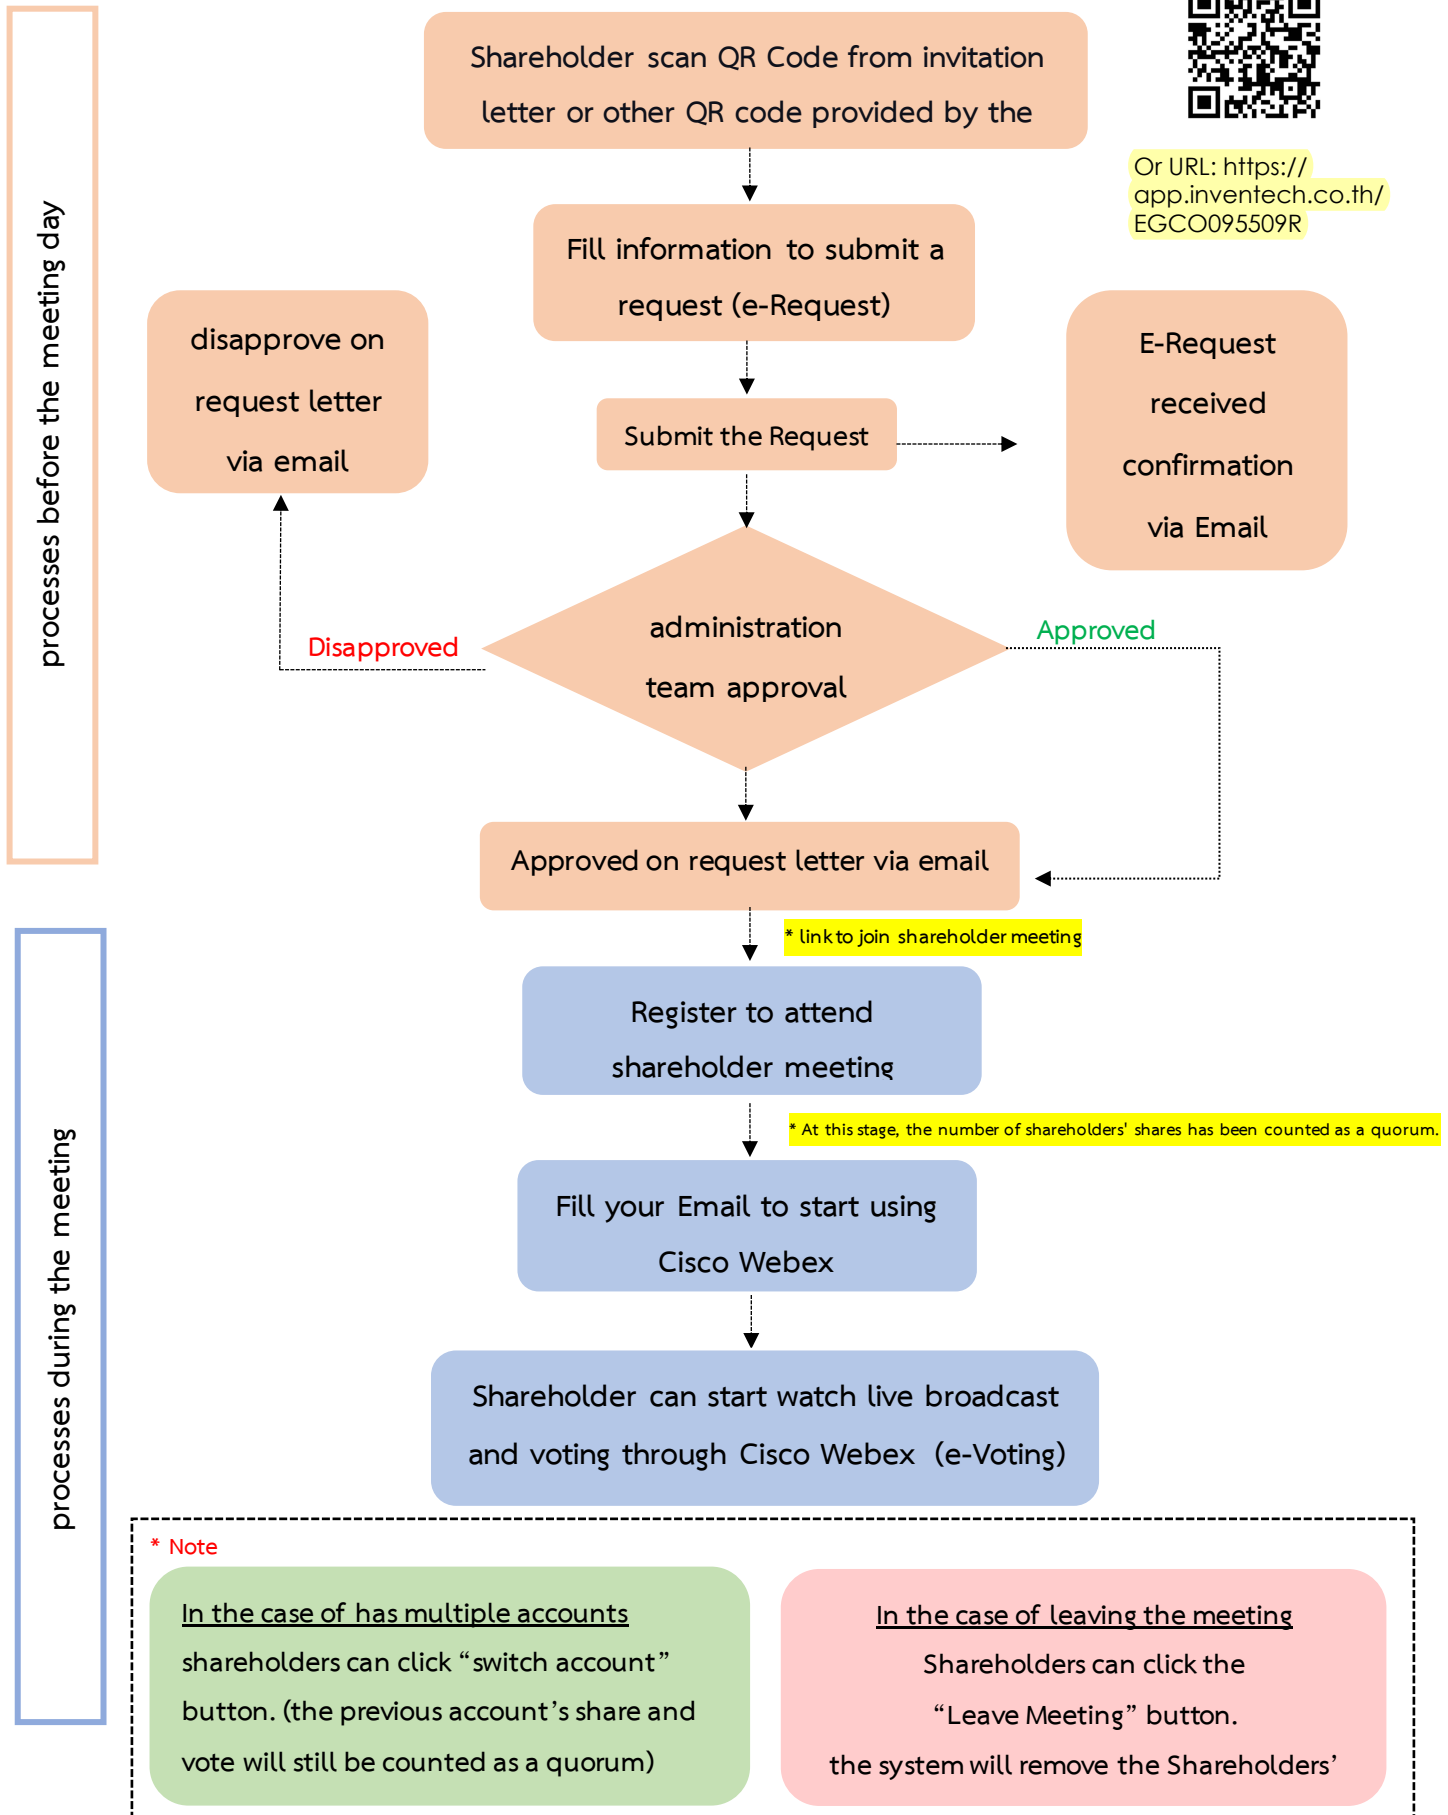 Shareholder scan QR Code from invitation
letter or other QR code provided by the
Or URL: https://
app.inventech.co.th/
EGCO095509R
processes before the meeting day
Fill information to submit a
request (e-Request)
disapprove on
request letter
via email
Submit the Request
E-Request
received
confirmation
via Email
administration
team approval
Disapproved
Approved
Approved on request letter via email
* link to join shareholder meeting
processes during the meeting
Register to attend
shareholder meeting
* At this stage, the number of shareholders' shares has been counted as a quorum.
Fill your Email to start using
Cisco Webex
Shareholder can start watch live broadcast
and voting through Cisco Webex (e-Voting)
* Note
In the case of has multiple accounts
shareholders can click “switch account”
button. (the previous account’s share and
vote will still be counted as a quorum)
In the case of leaving the meeting
Shareholders can click the
“Leave Meeting” button.
the system will remove the Shareholders’